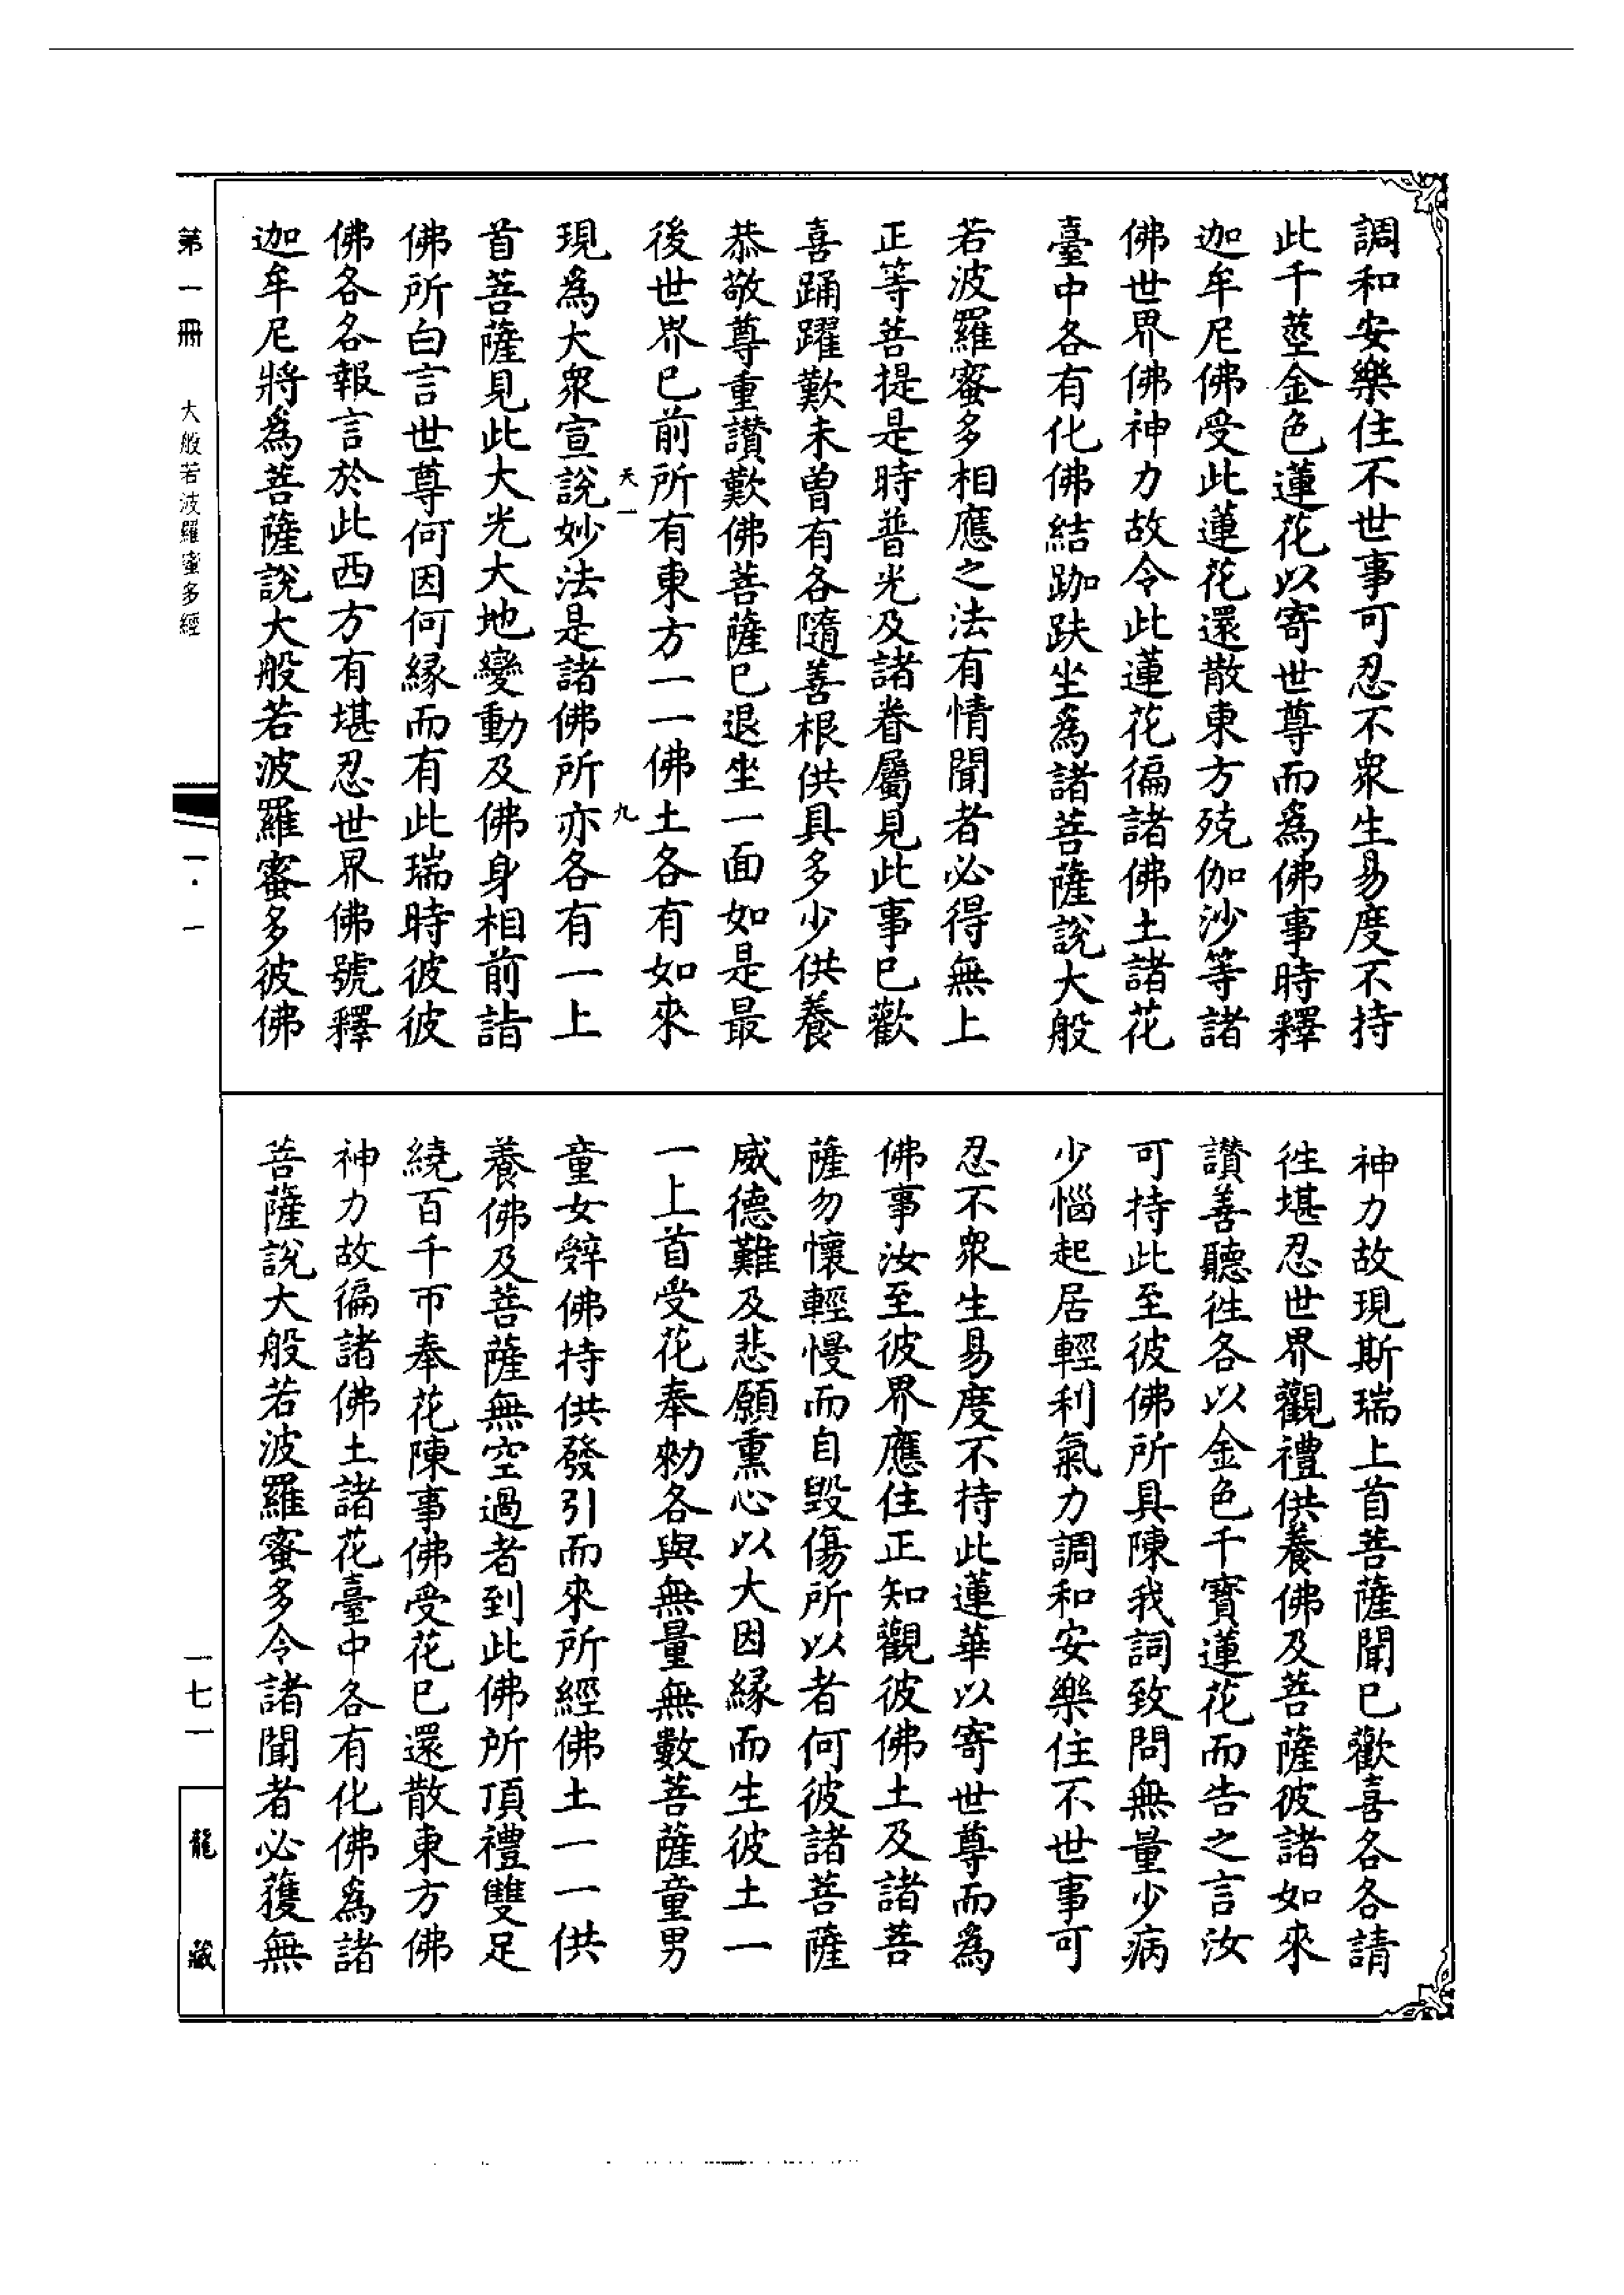 調和安樂住不世事可忍不衆生易度不持
此千莖金色蓮花以寄世尊而爲佛事時釋
迦牟尼佛受此蓮花還散東方殑伽沙等諸
佛世界佛神力故令此蓮花徧諸佛土諸花
臺中各有化佛結跏趺坐爲諸菩薩說大般
若波羅蜜多相應之法有情聞者必得無上
正等菩提是時普光及諸眷屬見此事已歡
喜踊躍歎未曾有各隨善根供具多少供養
恭敬尊重讚歎佛菩薩已退坐一面如是最
後世界已前所有東方一一佛土各有如來
天一 九
現爲大衆宣說妙法是諸佛所亦各有一上
首菩薩見此大光大地變動及佛身相前詣
佛所白言世尊何因何緣而有此瑞時彼彼
佛各各報言於此西方有堪忍世界佛號釋
迦牟尼將爲菩薩說大般若波羅蜜多彼佛
神力故現斯瑞上首菩薩聞已歡喜各各請
徃堪忍世界觀禮供養佛及菩薩彼諸如來
讚善聽徃各以金色千寶蓮花而告之言汝
可持此至彼佛所具陳我詞致問無量少病
少惱起居輕利氣力調和安樂住不世事可
忍不衆生易度不持此蓮華以寄世尊而爲
佛事汝至彼界應住正知觀彼佛土及諸菩
薩勿懷輕慢而自毀傷所以者何彼諸菩薩
威德難及悲願熏心以大因緣而生彼土一
一上首受花奉勑各與無量無數菩薩童男
童女辤佛持供發引而來所經佛土一一供
養佛及菩薩無空過者到此佛所頂禮雙足
繞百千帀奉花陳事佛受花已還散東方佛
神力故徧諸佛土諸花臺中各有化佛爲諸
菩薩說大般若波羅蜜多令諸聞者必獲無
第一冊 大般若波羅蜜多經
一·一
一七一
龍藏